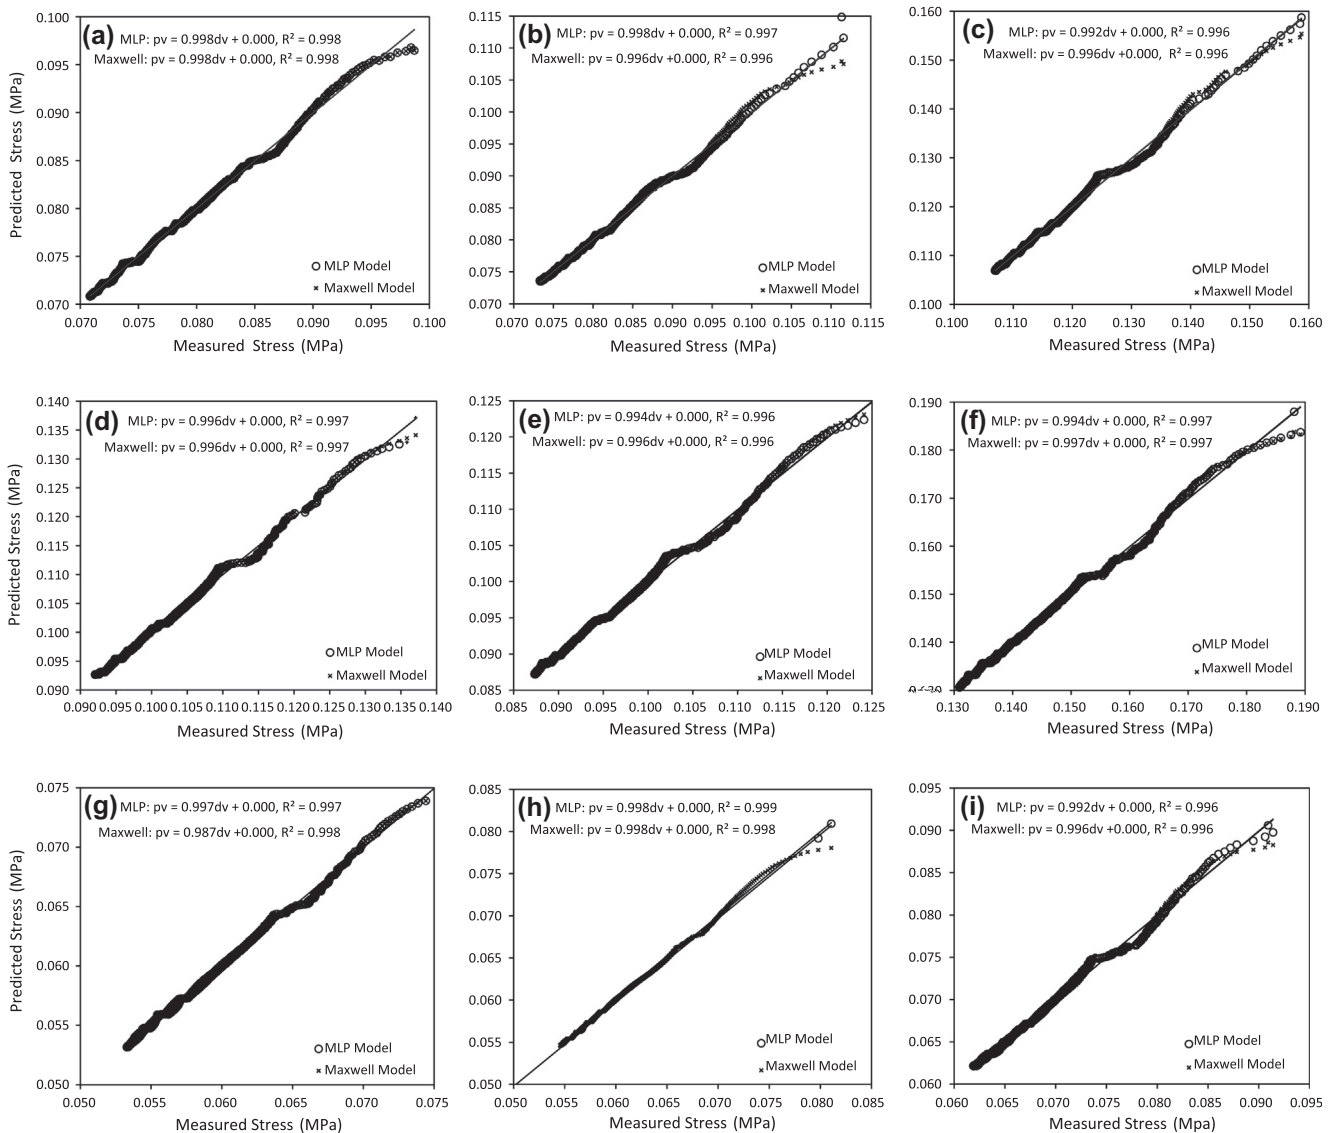 (a)
MLP: pv = 0.998dv + 0.000, R² = 0.998
Maxwell: pv = 0.998dv + 0.000, R² = 0.998
Predicted Stress (MPa)
0.100
0.095
0.090
0.085
0.080
0.075
0.070
MLP Model
Maxwell Model
0.070 0.075 0.080 0.085 0.090 0.095 0.100
Measured Stress (MPa)
(b)
MLP: pv = 0.998dv + 0.000, R² = 0.997
Maxwell: pv = 0.996dv +0.000, R² = 0.996
0.115
0.110
0.105
0.100
0.095
0.090
0.085
0.080
0.075
0.070
MLP Model
Maxwell Model
0.070 0.075 0.080 0.085 0.090 0.095 0.100 0.105 0.110 0.115
Measured Stress (MPa)
(c)
MLP: pv = 0.992dv + 0.000, R² = 0.996
Maxwell: pv = 0.996dv +0.000, R² = 0.996
0.160
0.150
0.140
0.130
0.120
0.110
0.100
MLP Model
Maxwell Model
0.100 0.110 0.120 0.130 0.140 0.150 0.160
Measured Stress (MPa)
(d)
MLP: pv = 0.996dv + 0.000, R² = 0.997
Maxwell: pv = 0.996dv +0.000, R² = 0.997
Predicted Stress (MPa)
0.140
0.135
0.130
0.125
0.120
0.115
0.110
0.105
0.100
0.095
0.090
MLP Model
Maxwell Model
0.090 0.095 0.100 0.105 0.110 0.115 0.120 0.125 0.130 0.135 0.140
Measured Stress (MPa)
(e)
MLP: pv = 0.994dv + 0.000, R² = 0.996
Maxwell: pv = 0.996dv +0.000, R² = 0.996
0.125
0.120
0.115
0.110
0.105
0.100
0.095
0.090
0.085
MLP Model
Maxwell Model
0.085 0.090 0.095 0.100 0.105 0.110 0.115 0.120 0.125
Measured Stress (MPa)
(f)
MLP: pv = 0.994dv + 0.000, R² = 0.997
Maxwell: pv = 0.997dv +0.000, R² = 0.997
0.190
0.180
0.170
0.160
0.150
0.140
MLP Model
Maxwell Model
0.130 0.140 0.150 0.160 0.170 0.180 0.190
Measured Stress (MPa)
(g)
MLP: pv = 0.997dv + 0.000, R² = 0.997
Maxwell: pv = 0.987dv +0.000, R² = 0.998
Predicted Stress (MPa)
0.075
0.070
0.065
0.060
0.055
0.050
MLP Model
Maxwell Model
0.050 0.055 0.060 0.065 0.070 0.075
Measured Stress (MPa)
(h)
MLP: pv = 0.998dv + 0.000, R² = 0.999
Maxwell: pv = 0.998dv + 0.000, R² = 0.998
0.085
0.080
0.075
0.070
0.065
0.060
0.055
0.050
MLP Model
Maxwell Model
0.050 0.055 0.060 0.065 0.070 0.075 0.080 0.085
Measured Stress (MPa)
(i)
MLP: pv = 0.992dv + 0.000, R² = 0.996
Maxwell: pv = 0.996dv +0.000, R² = 0.996
0.095
0.090
0.085
0.080
0.075
0.070
0.065
0.060
MLP Model
Maxwell Model
0.060 0.065 0.070 0.075 0.080 0.085 0.090 0.095
Measured Stress (Mpa)